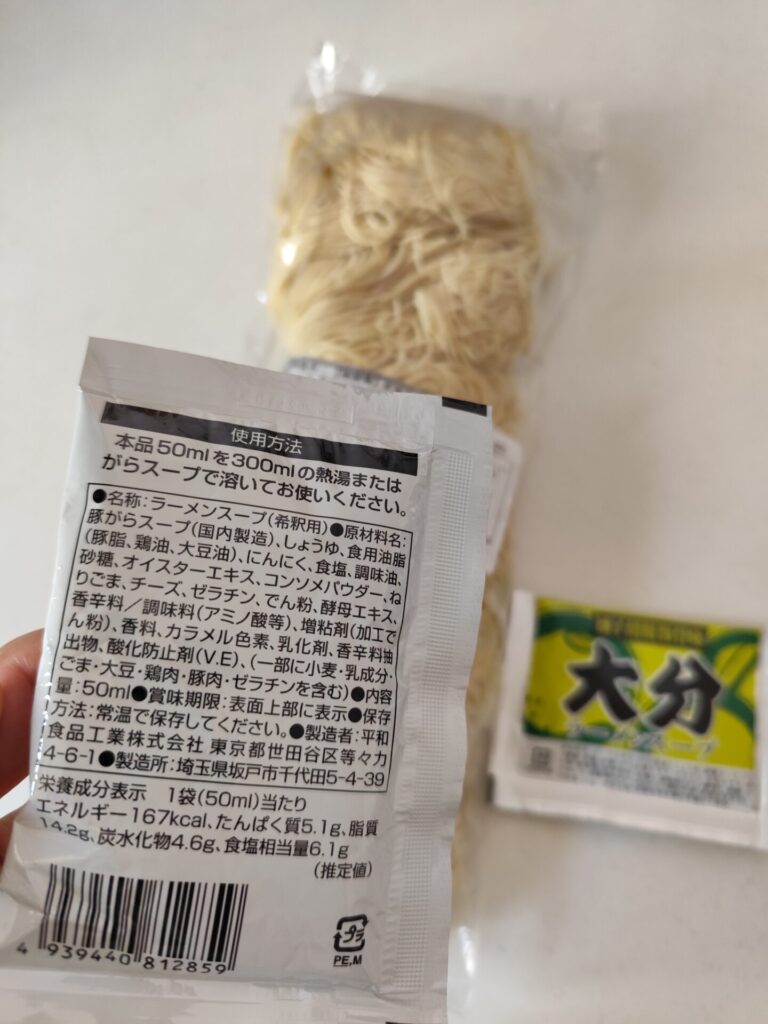 使用方法
本品50mlを300mlの熱湯または
がらスープで溶いてお使いください。
●名称:ラーメンスープ(希釈用)●原材料名:
豚がらスープ(国内製造)、しょうゆ、食用油脂
(豚脂、鶏油、大豆油)、にんにく、食塩、調味油、
砂糖、オイスターエキス、コンソメパウダー、ね
りごま、チーズ、ゼラチン、でん粉、酵母エキス、
香辛料/調味料(アミノ酸等)、増粘剤(加工で
ん粉)、香料、カラメル色素、乳化剤、香辛料抽
出物、酸化防止剤(V.E)、(一部に小麦・乳成分・
ごま・大豆・鶏肉・豚肉・ゼラチンを含む)●内容
量:50ml●賞味期限:表面上部に表示●保存
方法:常温で保存してください。●製造者:平和
食品工業株式会社 東京都世田谷区等々力
4-6-1●製造所:埼玉県坂戸市千代田5-4-39
栄養成分表示 1袋(50ml)当たり
エネルギー167kcal、たんぱく質5.1g、脂質
14.2g、炭水化物4.6g、食塩相当量6.1g
(推定値)
4 939440 812859
プラ
PE,M
大分
ラーメンスープ